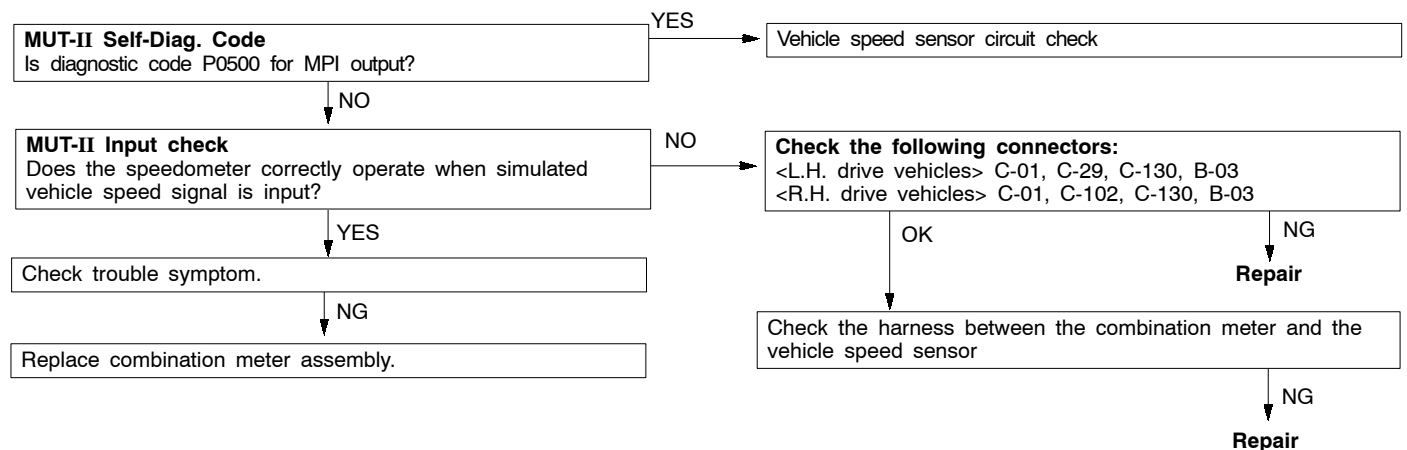 MUT-II Self-Diag. Code
Is diagnostic code P0500 for MPI output?
YES
Vehicle speed sensor circuit check
NO
MUT-II Input check
Does the speedometer correctly operate when simulated
vehicle speed signal is input?
NO
Check the following connectors:
<L.H. drive vehicles> C-01, C-29, C-130, B-03
<R.H. drive vehicles> C-01, C-102, C-130, B-03
YES
OK
NG
Check trouble symptom.
Repair
NG
Check the harness between the combination meter and the
vehicle speed sensor
Replace combination meter assembly.
NG
Repair